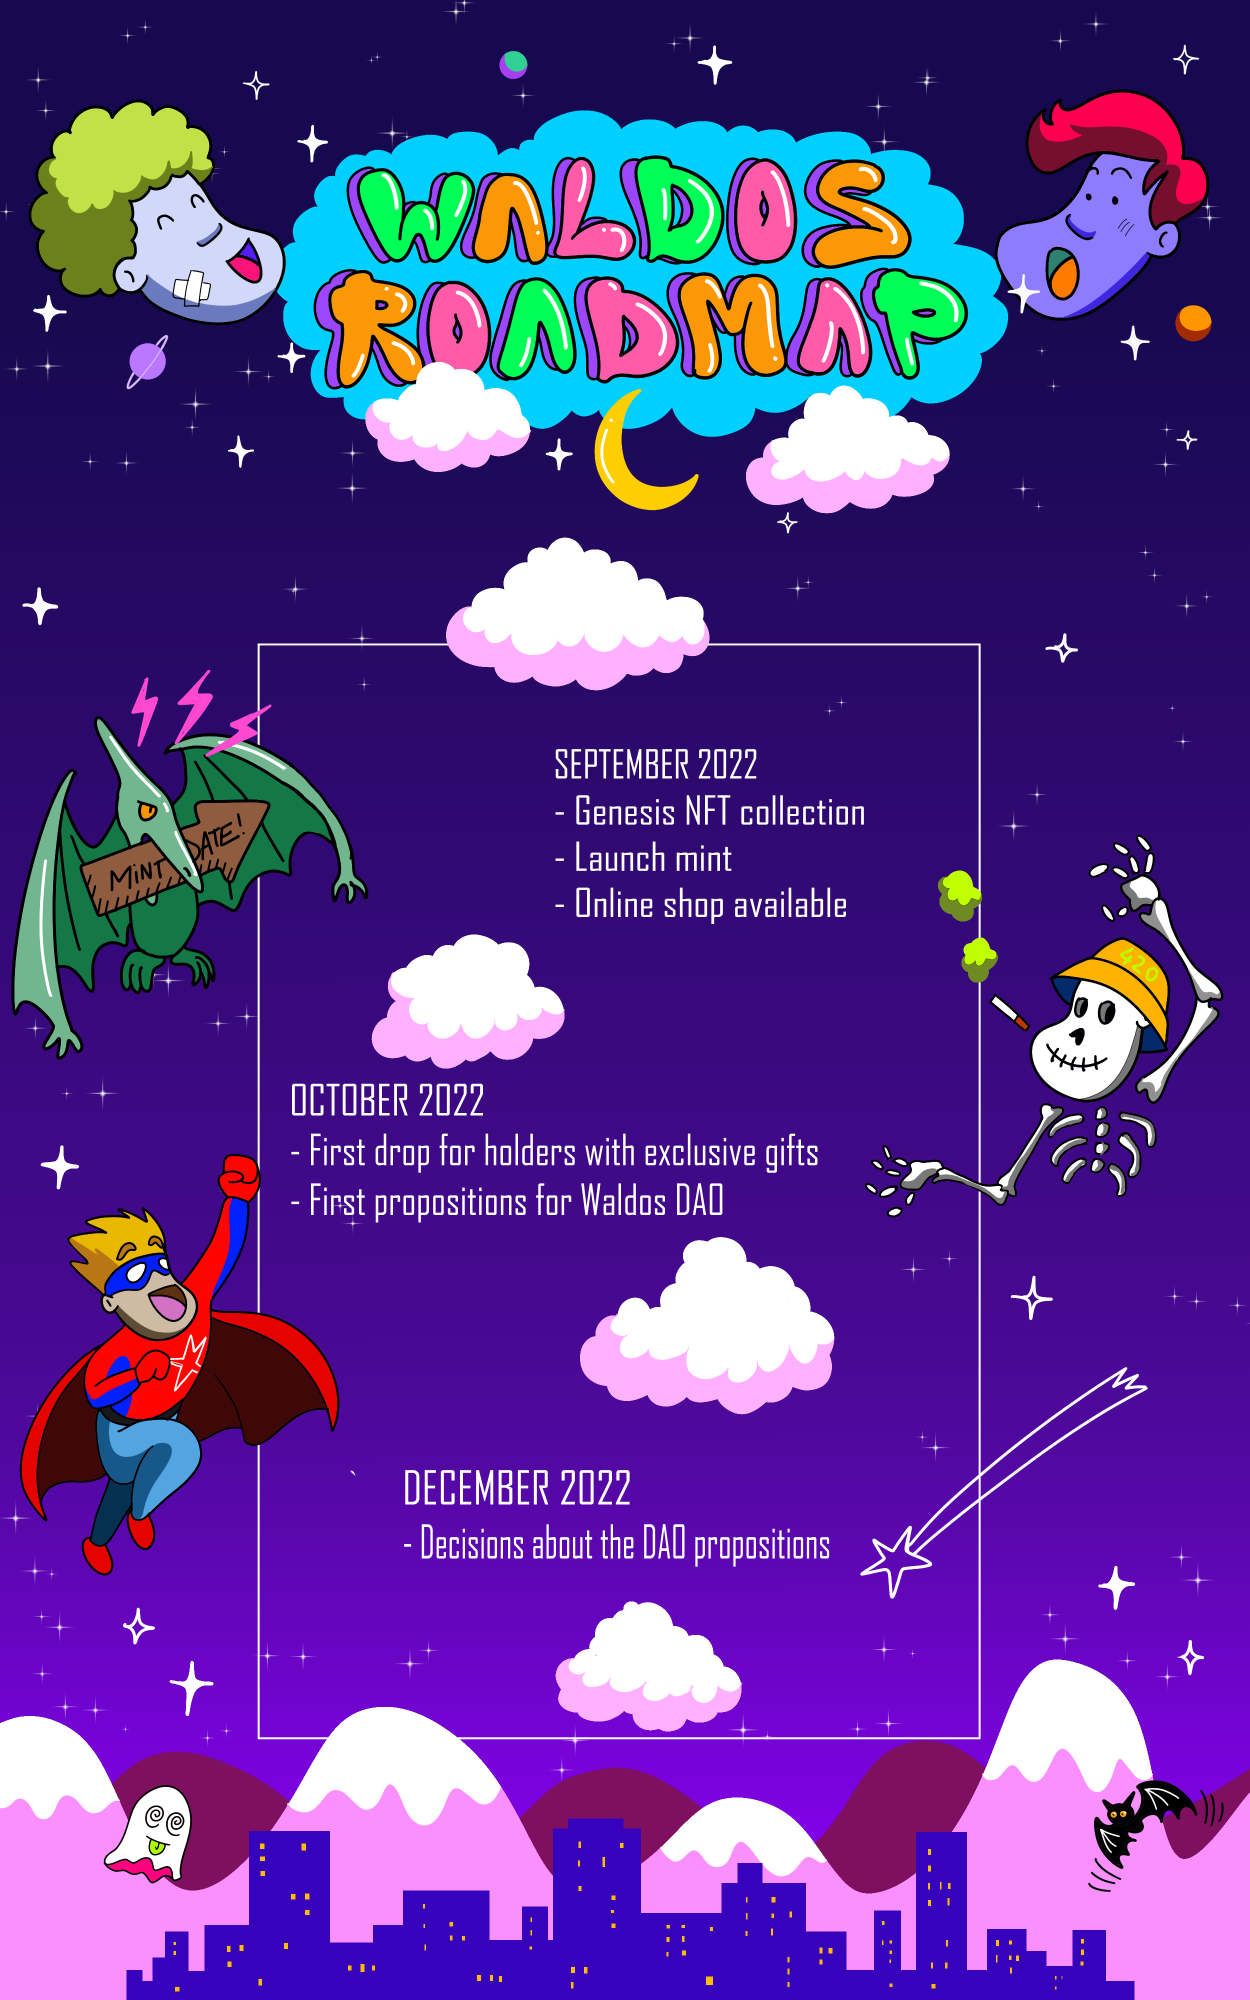 WALDOS
ROADMAP
SEPTEMBER 2022
- Genesis NFT collection
- Launch mint
- Online shop available
MiNT DATE!
420
OCTOBER 2022
- First drop for holders with exclusive gifts
- First propositions for Waldos DAO
DECEMBER 2022
- Decisions about the DAO propositions